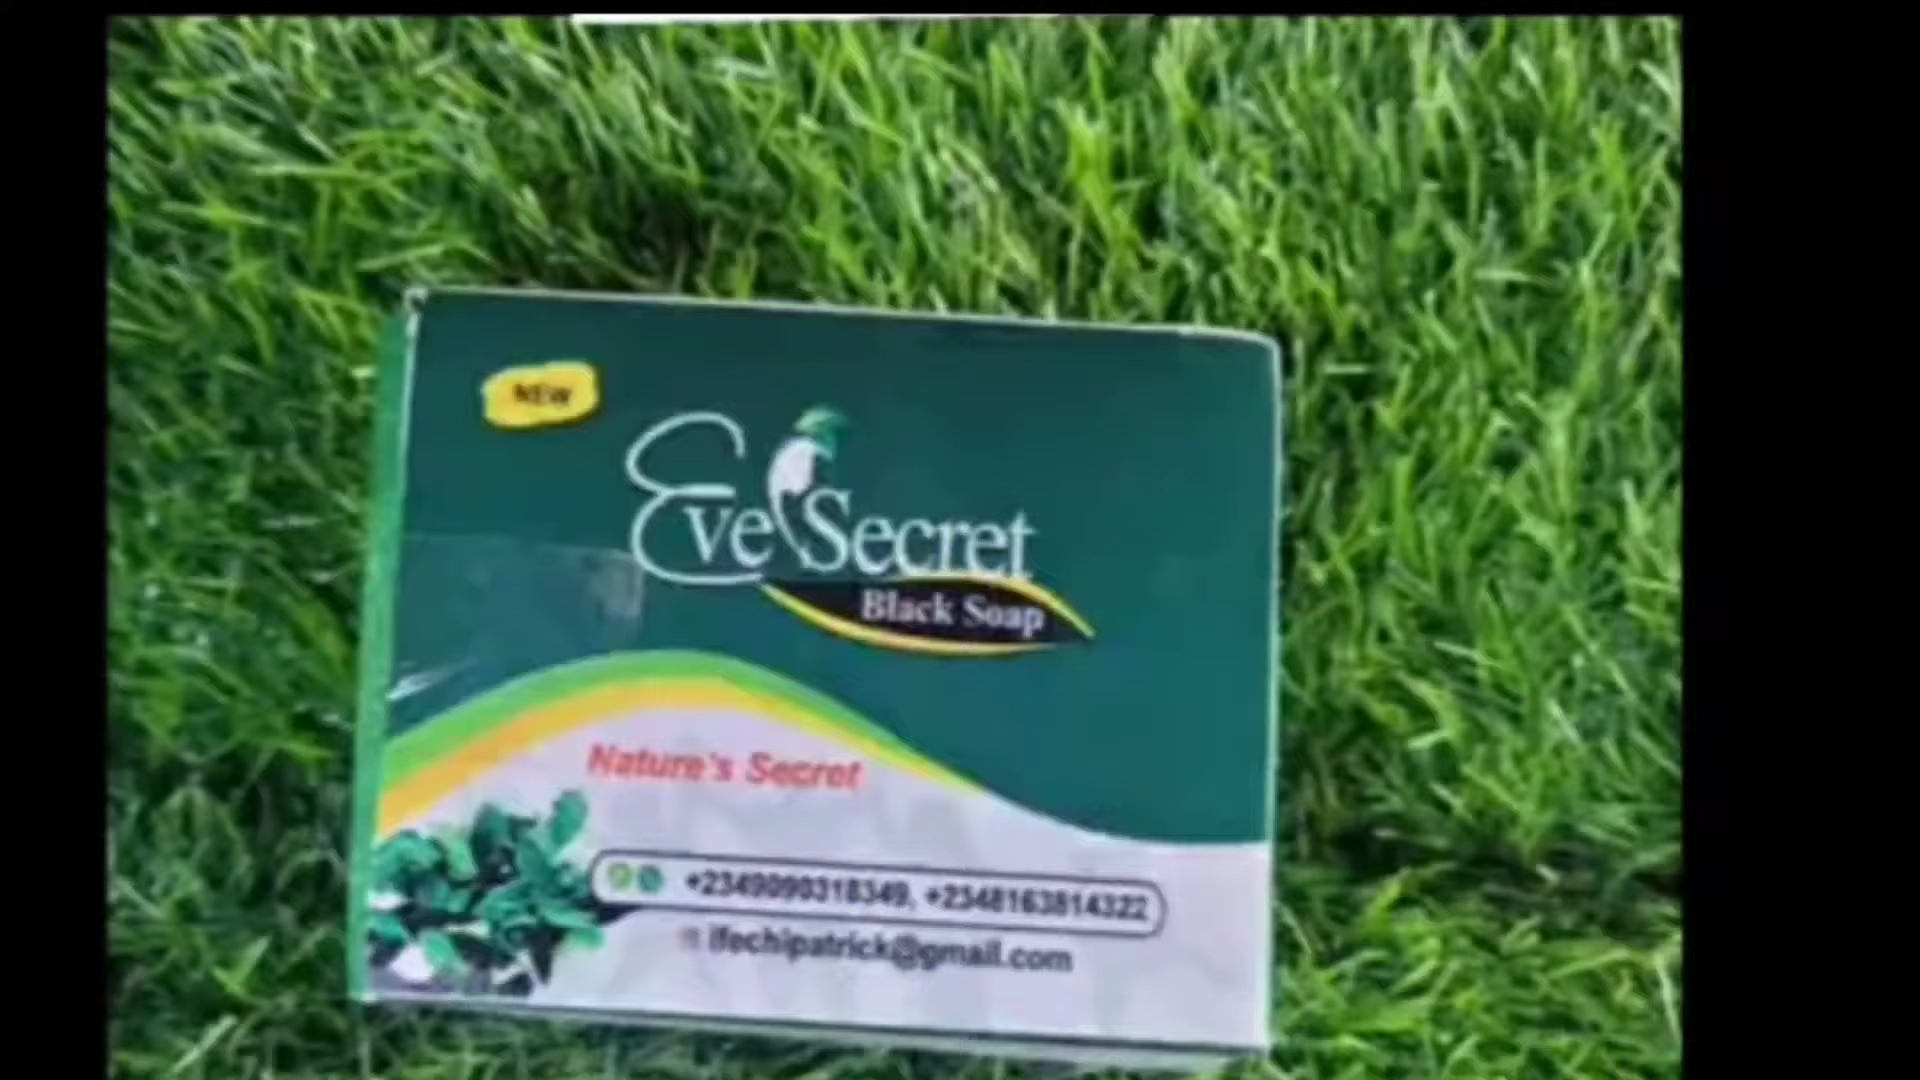 NEW
Eve'Secret
Black Soap
Nature's Secret
+2349090318349, +2348163814322
ifechipatrick@gmail.com